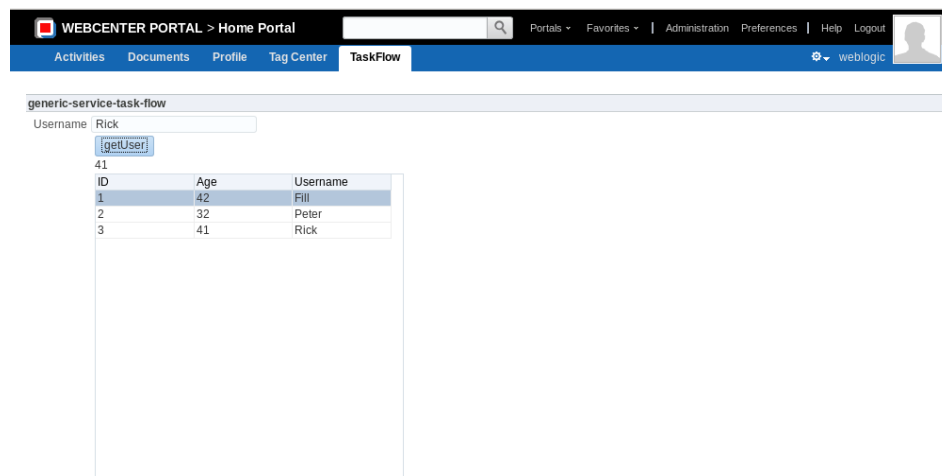 WEBCENTER PORTAL > Home Portal Portals Favorites Administration Preferences Help Logout
Activities Documents Profile Tag Center TaskFlow weblogic
generic-service-task-flow
Username Rick
getUser
41
ID Age Username
1 42 Fill
2 32 Peter
3 41 Rick